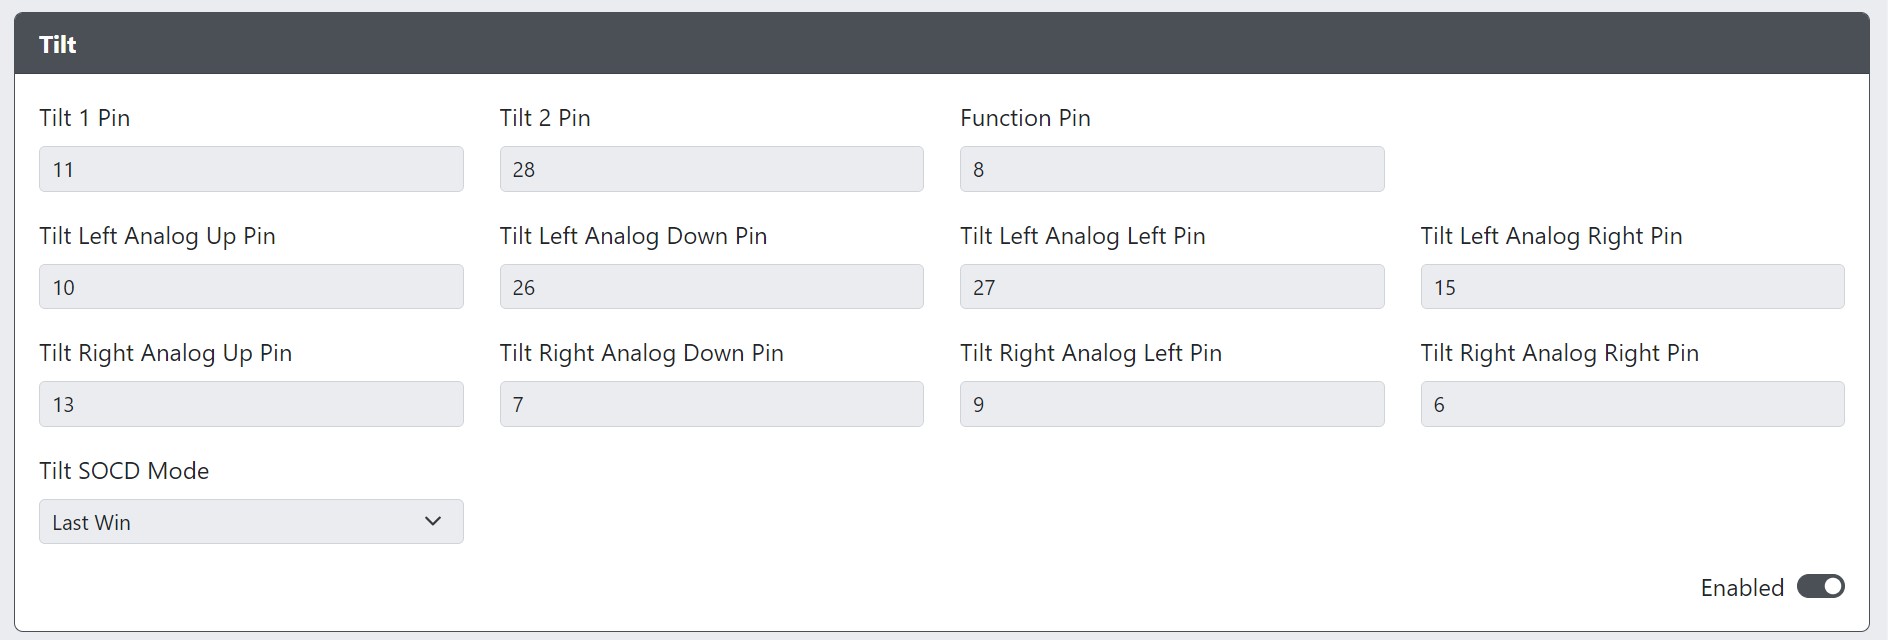 Tilt
Tilt 1 Pin
Tilt 2 Pin
Function Pin
11
28
8
Tilt Left Analog Up Pin
Tilt Left Analog Down Pin
Tilt Left Analog Left Pin
Tilt Left Analog Right Pin
10
26
27
15
Tilt Right Analog Up Pin
Tilt Right Analog Down Pin
Tilt Right Analog Left Pin
Tilt Right Analog Right Pin
13
7
9
6
Tilt SOCD Mode
Last Win
Enabled